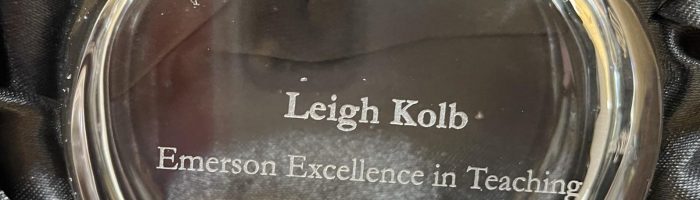 Leigh Kolb
Emerson Excellence in Teaching